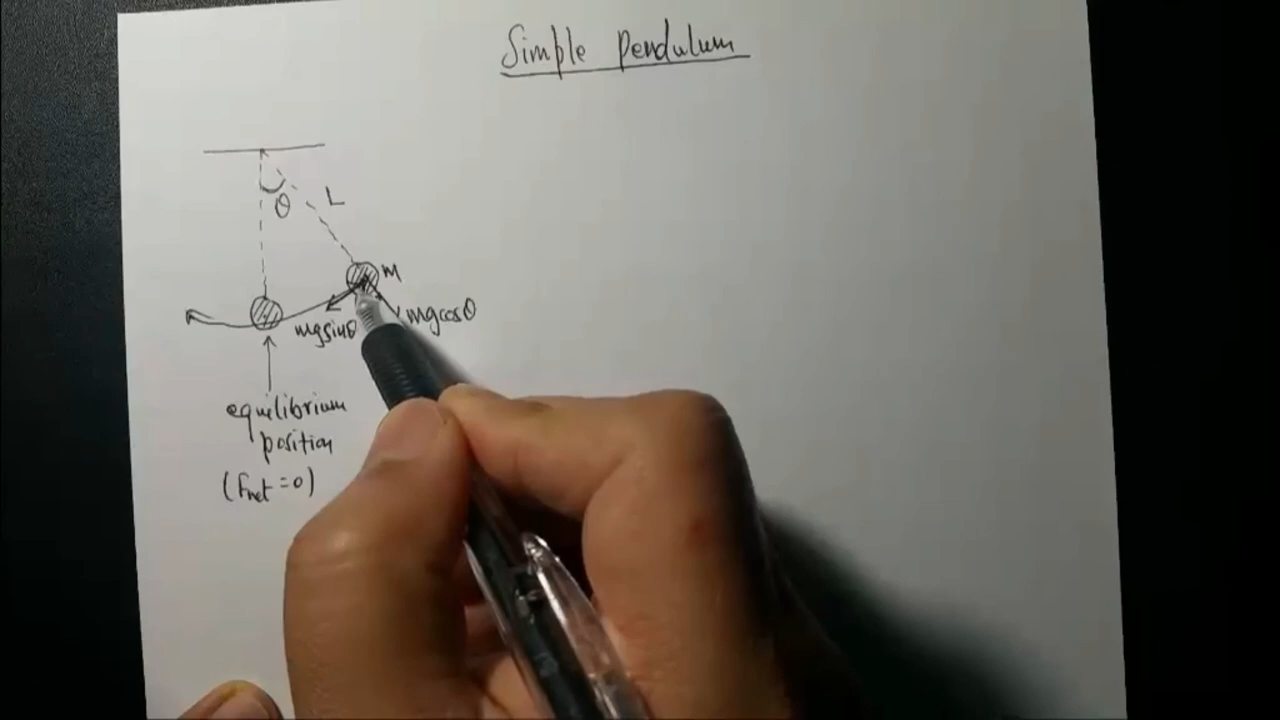 Simple Pendulum
θ
L
m
mgsinθ
mgcosθ
equilibrium
position
(Fnet = 0)